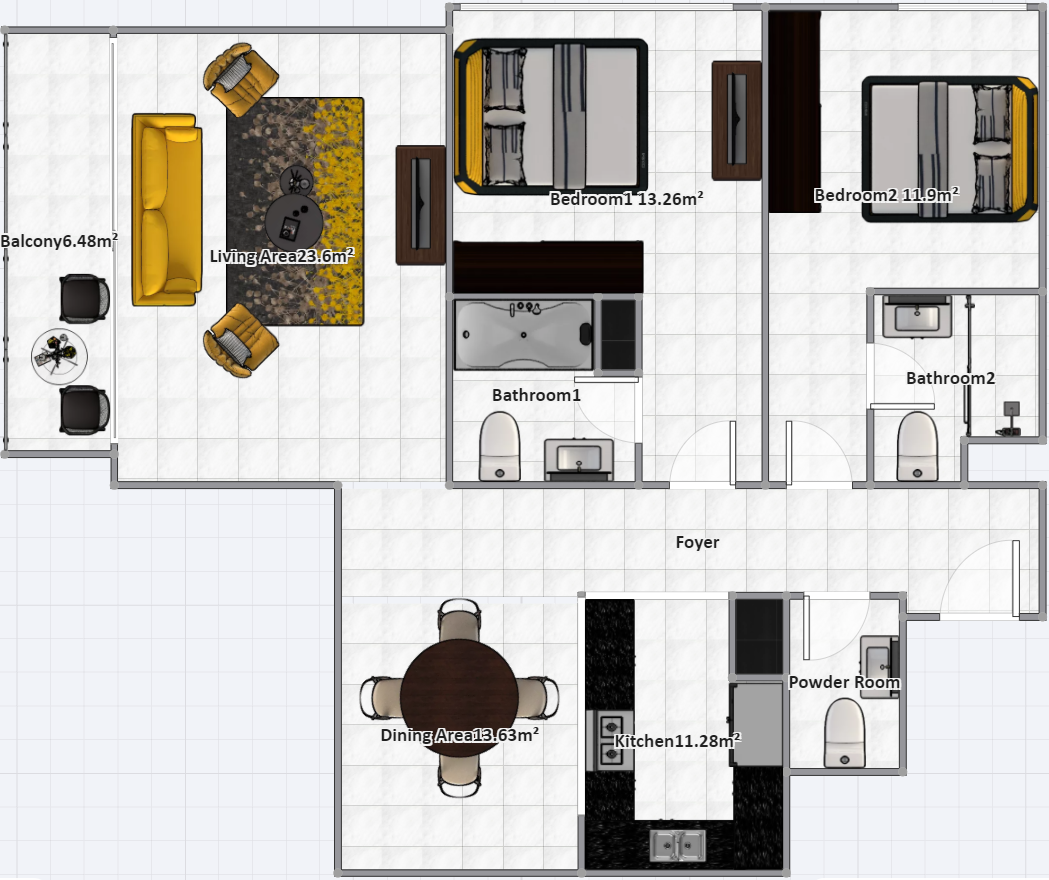 Bedroom1 13.26m²
Bedroom2 11.9m²
Balcony6.48m²
Living Area23.6m²
Bathroom2
Bathroom1
Foyer
Powder Room
Dining Area13.63m²
Kitchen11.28m²